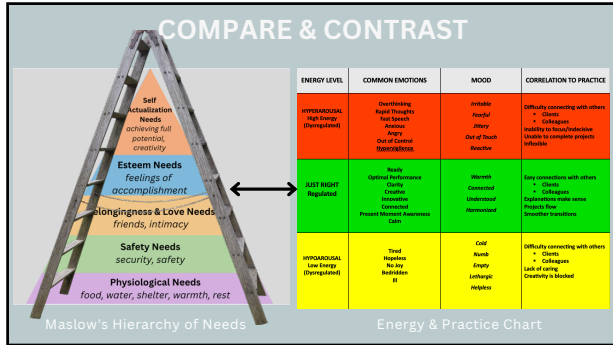 COMPARE & CONTRAST
Self
Actualization
Needs
achieving full
potential,
creativity
Esteem Needs
feelings of
accomplishment
Belongingness & Love Needs
friends, intimacy
Safety Needs
security, safety
Physiological Needs
food, water, shelter, warmth, rest
Maslow's Hierarchy of Needs
ENERGY LEVEL
COMMON EMOTIONS
MOOD
CORRELATION TO PRACTICE
HYPERAROUSAL
High Energy
(Dysregulated)
Overthinking
Rapid Thoughts
Fast Speech
Anxious
Angry
Out of Control
Hypervigilence
Irritable
Fearful
Jittery
Out of Touch
Reactive
Difficulty connecting with others
• Clients
• Colleagues
Inability to focus/indecisive
Unable to complete projects
Inflexible
JUST RIGHT
Regulated
Ready
Optimal Performance
Clarity
Creative
Innovative
Connected
Present Moment Awareness
Calm
Warmth
Connected
Understood
Harmonized
Easy connections with others
• Clients
• Colleagues
Explanations make sense
Projects flow
Smoother transitions
HYPOAROUSAL
Low Energy
(Dysregulated)
Tired
Hopeless
No Joy
Bedridden
Ill
Cold
Numb
Empty
Lethargic
Helpless
Difficulty connecting with others
• Clients
• Colleagues
Lack of caring
Creativity is blocked
Energy & Practice Chart